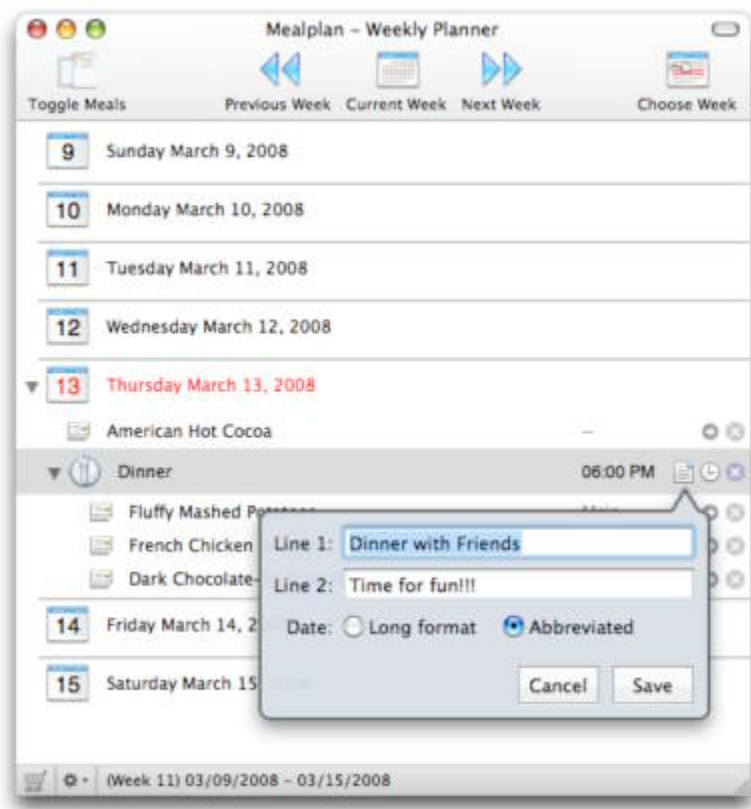 Mealplan – Weekly Planner
Toggle Meals Previous Week Current Week Next Week Choose Week
9 Sunday March 9, 2008
10 Monday March 10, 2008
11 Tuesday March 11, 2008
12 Wednesday March 12, 2008
13 Thursday March 13, 2008
American Hot Cocoa –
Dinner 06:00 PM
Fluffy Mashed
French Chicken
Dark Chocolate-
Line 1: Dinner with Friends
Line 2: Time for fun!!!
Date: Long format Abbreviated
Cancel Save
14 Friday March 14, 2
15 Saturday March 15
(Week 11) 03/09/2008 – 03/15/2008